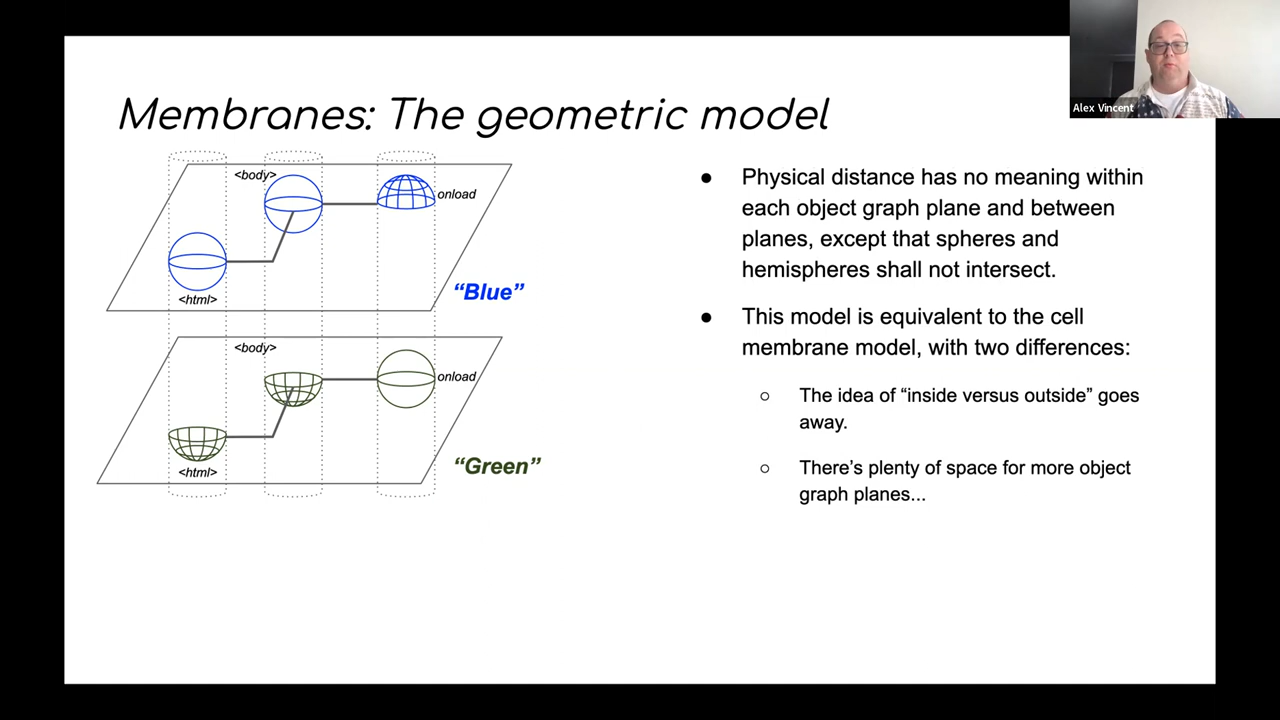 Alex Vincent
Membranes: The geometric model
<body>
onload
<html>
“Blue”
<body>
onload
<html>
“Green”
● Physical distance has no meaning within
each object graph plane and between
planes, except that spheres and
hemispheres shall not intersect.
● This model is equivalent to the cell
membrane model, with two differences:
○ The idea of “inside versus outside” goes
away.
○ There’s plenty of space for more object
graph planes...